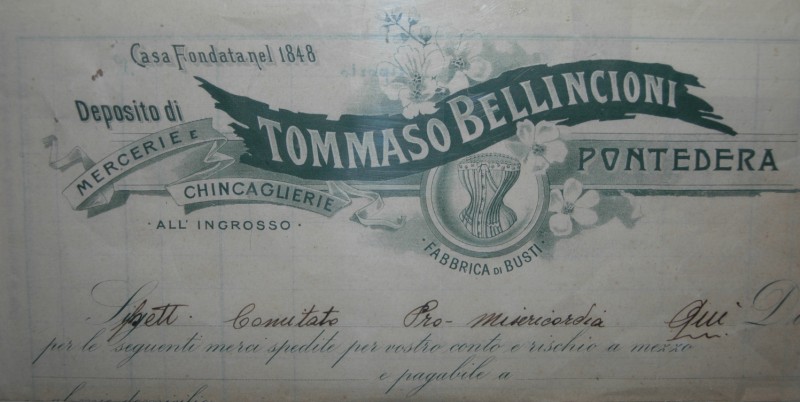 Casa Fondata nel 1848
Deposito di
MERCERIE E
CHINCAGLIERIE
ALL' INGROSSO
TOMMASO BELLINCIONI
PONTEDERA
FABBRICA DI BUSTI
Comitato Pro- Misericordia Qui
per le seguenti merci spedite per vostro conto e rischio a mezzo
e pagabile a